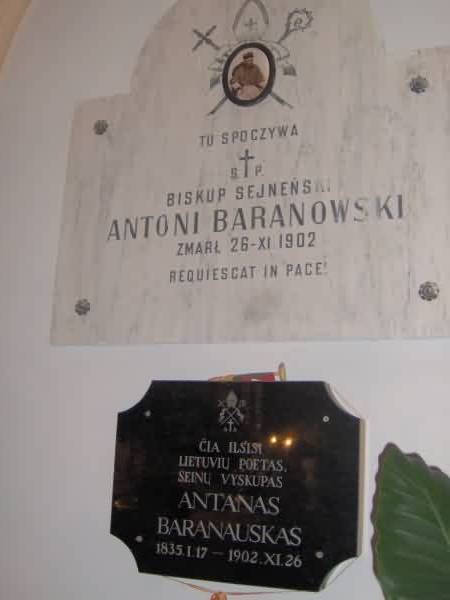 TU SPOCZYWA
Ś.†P.
BISKUP SEJNEŃSKI
ANTONI BARANOWSKI
ZMARŁ 26-XI 1902
REQUIESCAT IN PACE!
ČIA ILSISI
LIETUVIŲ POETAS,
SEINŲ VYSKUPAS
ANTANAS
BARANAUSKAS
1835.I.17 — 1902.XI.26